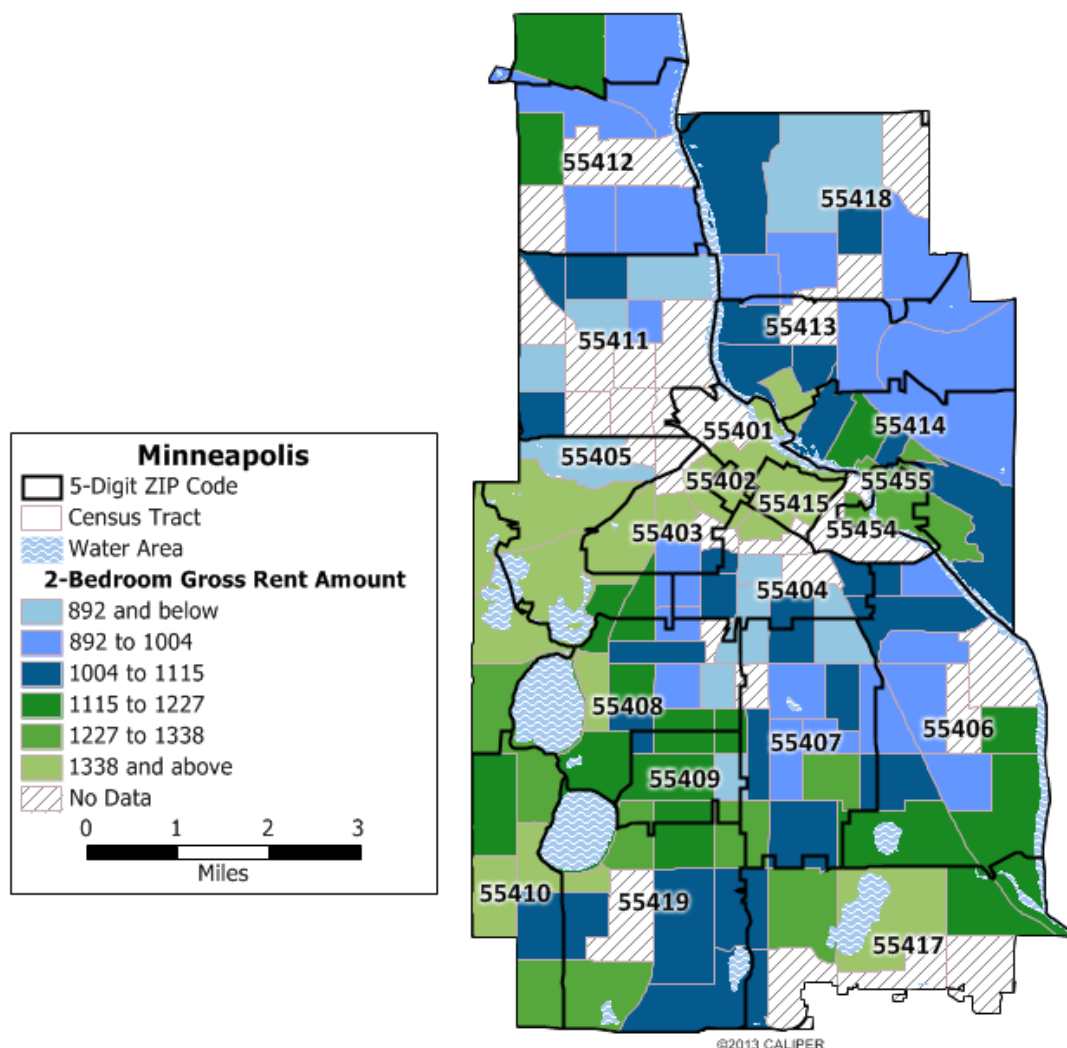 55412
55418
55413
55411
55401
55414
55405
55402
55455
55415
55403
55454
55404
55408
55406
55407
55409
55410
55419
55417
Minneapolis
5-Digit ZIP Code
Census Tract
Water Area
2-Bedroom Gross Rent Amount
892 and below
892 to 1004
1004 to 1115
1115 to 1227
1227 to 1338
1338 and above
No Data
0 1 2 3
Miles
©2013 CALIPER